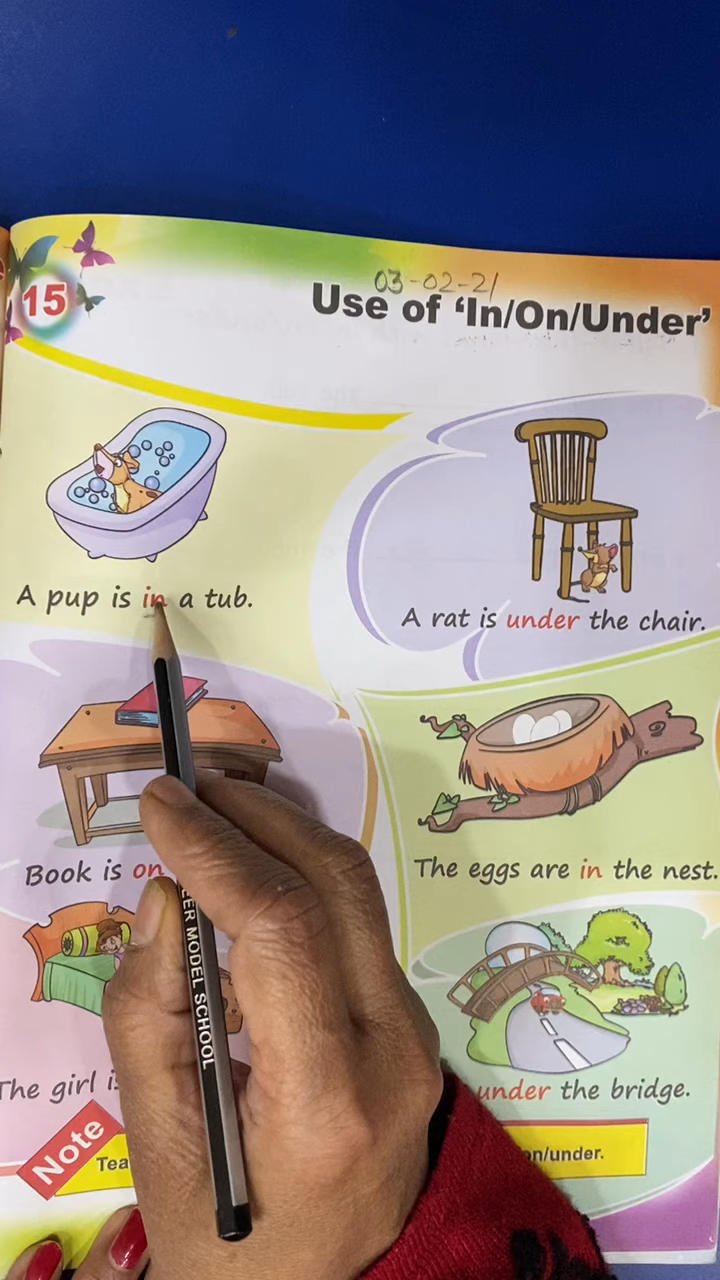 03-02-21
15
Use of ‘In/On/Under’
A pup is in a tub.
A rat is under the chair.
Book is on
The eggs are in the nest.
The girl
under the bridge.
Note
on/under.
MODEL SCHOOL